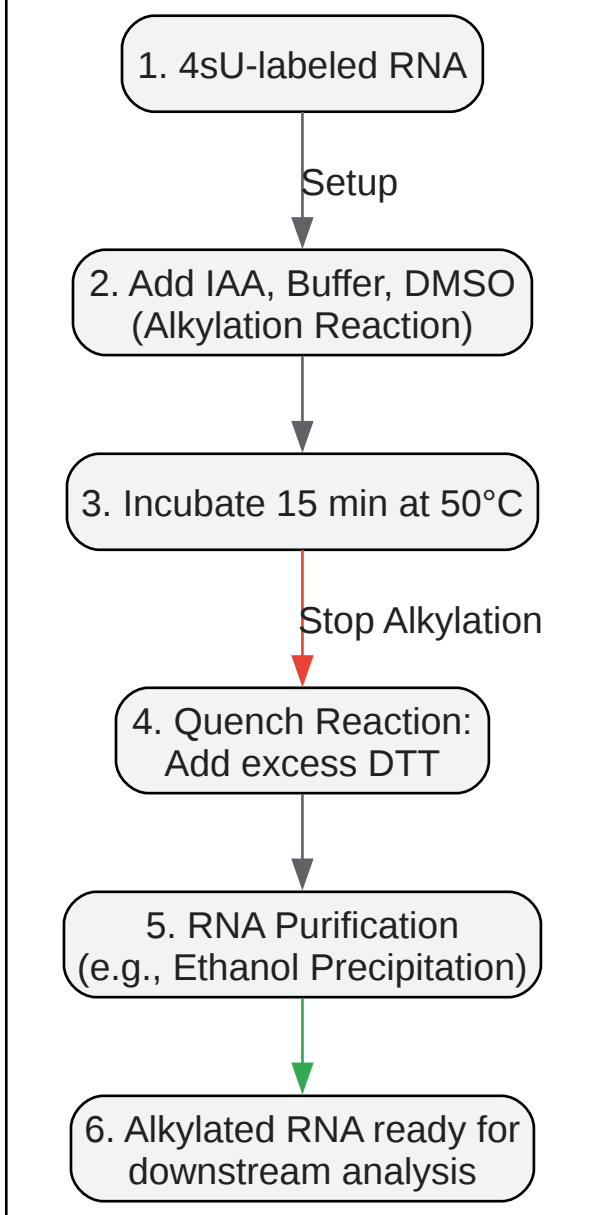 1. 4sU-labeled RNA
Setup
2. Add IAA, Buffer, DMSO
(Alkylation Reaction)
3. Incubate 15 min at 50°C
Stop Alkylation
4. Quench Reaction:
Add excess DTT
5. RNA Purification
(e.g., Ethanol Precipitation)
6. Alkylated RNA ready for
downstream analysis